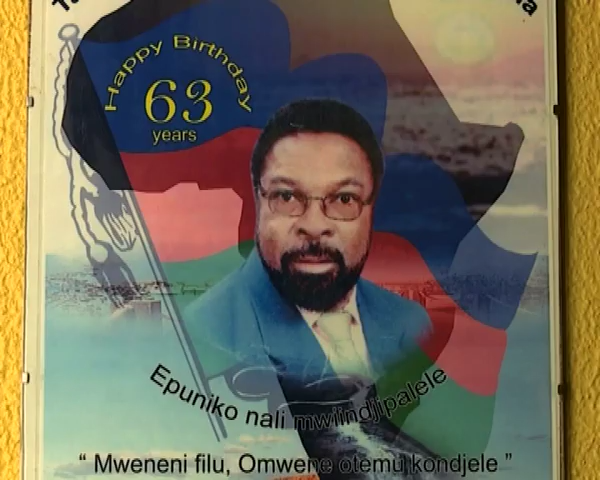 Happy Birthday
63
years
Epuniko nali mwiindjipalele
“ Mweneni filu, Omwene otemu kondjele ”